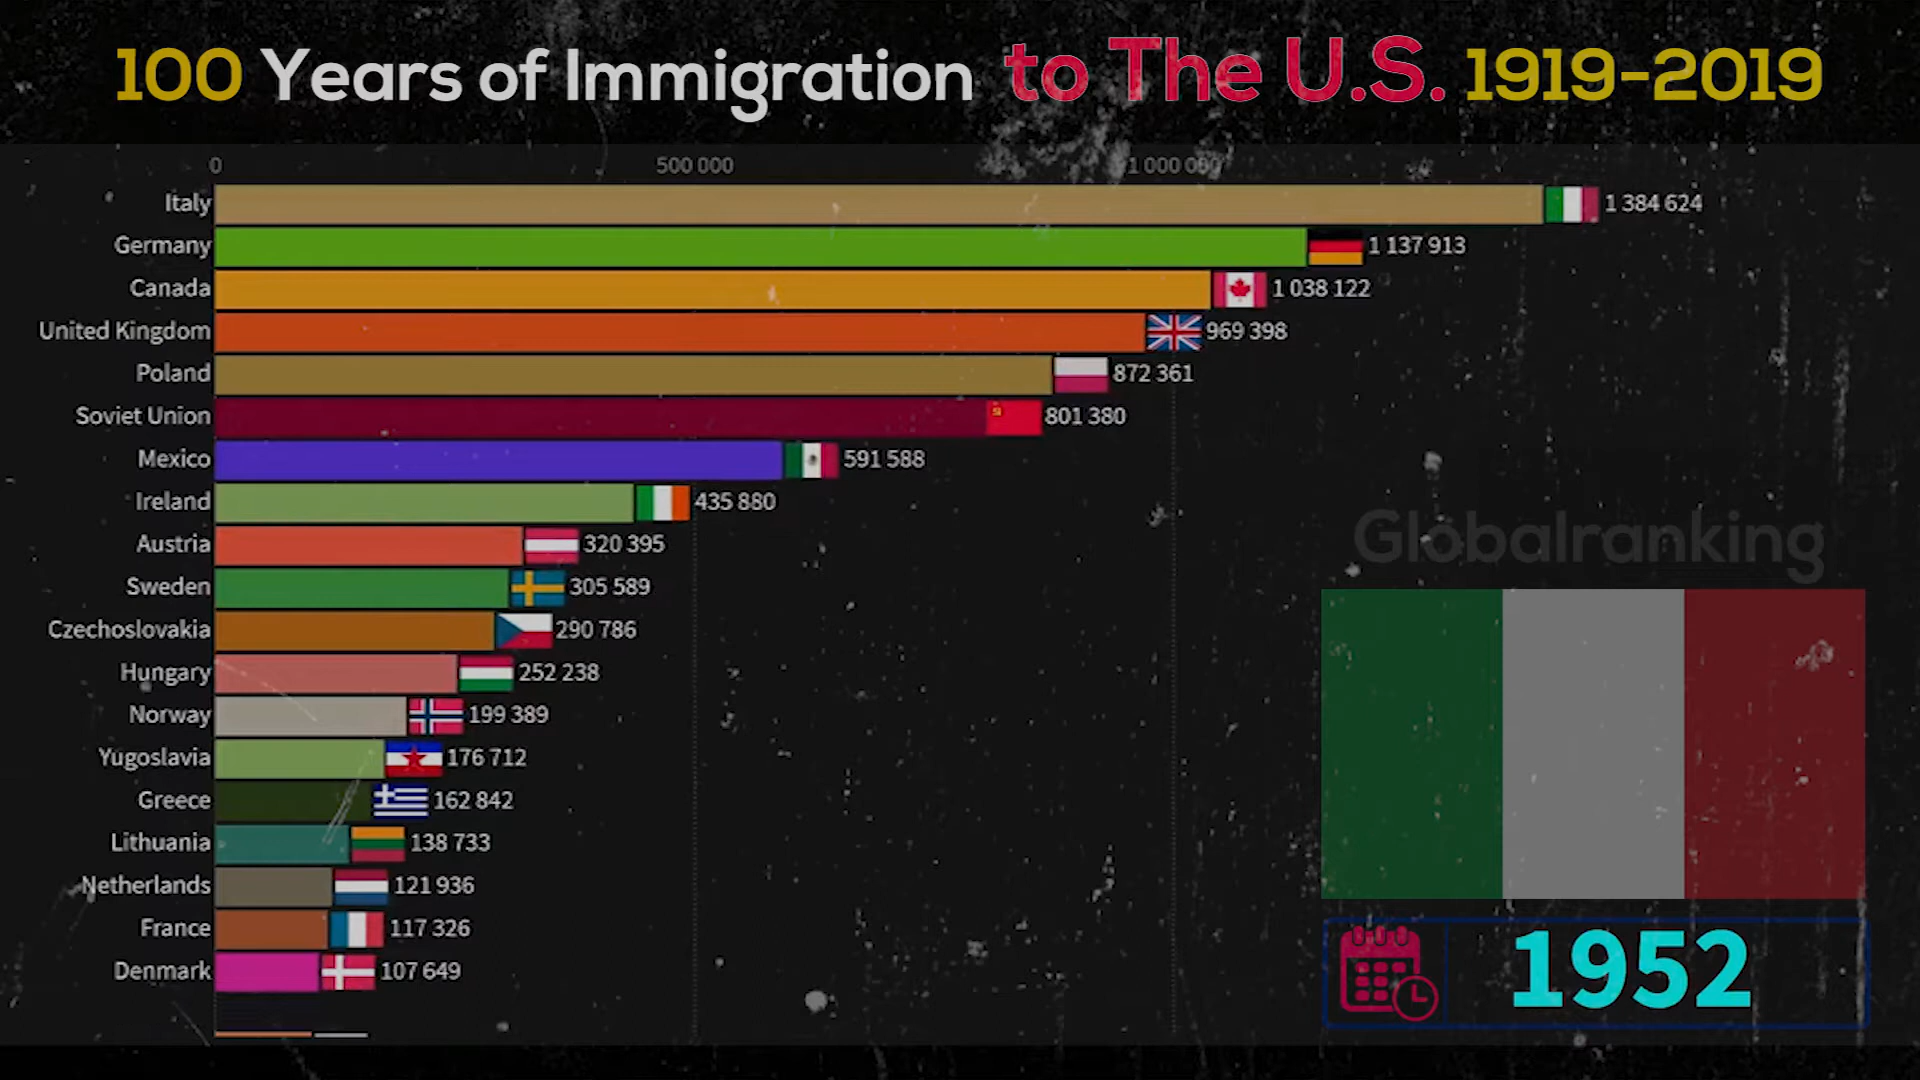 100 Years of Immigration to The U.S. 1919-2019
0 500 000 1 000 000
Italy 1 384 624
Germany 1 137 913
Canada 1 038 122
United Kingdom 969 398
Poland 872 361
Soviet Union 801 380
Mexico 591 588
Ireland 435 880
Austria 320 395
Sweden 305 589
Czechoslovakia 290 786
Hungary 252 238
Norway 199 389
Yugoslavia 176 712
Greece 162 842
Lithuania 138 733
Netherlands 121 936
France 117 326
Denmark 107 649
Globalranking
1952